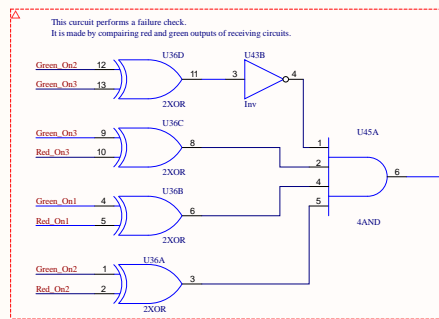 This curcuit performs a failure check.
It is made by compairing red and green outputs of receiving circuits.
U36D
U43B
Green_On2 12
11
3
4
Green_On3 13
2XOR
Inv
U36C
Green_On3 9
8
Red_On3 10
2XOR
U45A
1
2
4
5
6
4AND
U36B
Green_On1 4
6
Red_On1 5
2XOR
U36A
Green_On2 1
3
Red_On2 2
2XOR